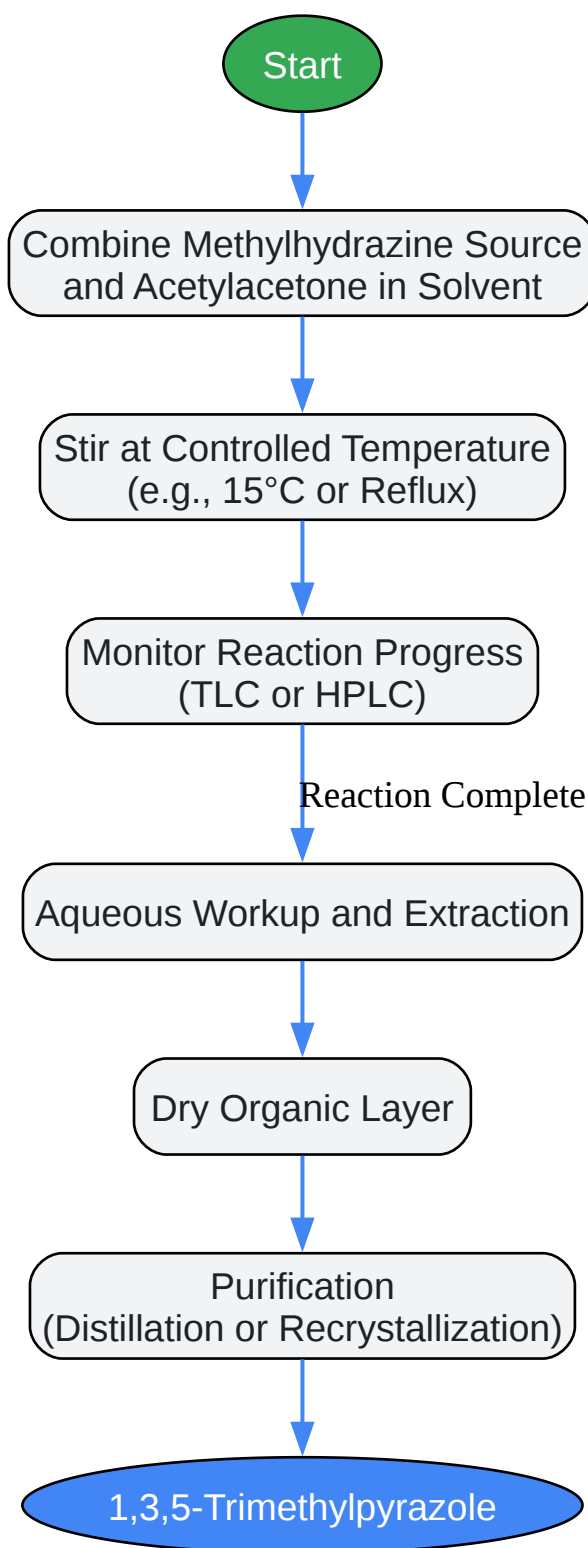 Start
Combine Methylhydrazine Source
and Acetylacetone in Solvent
Stir at Controlled Temperature
(e.g., 15°C or Reflux)
Monitor Reaction Progress
(TLC or HPLC)
Reaction Complete
Aqueous Workup and Extraction
Dry Organic Layer
Purification
(Distillation or Recrystallization)
1,3,5-Trimethylpyrazole